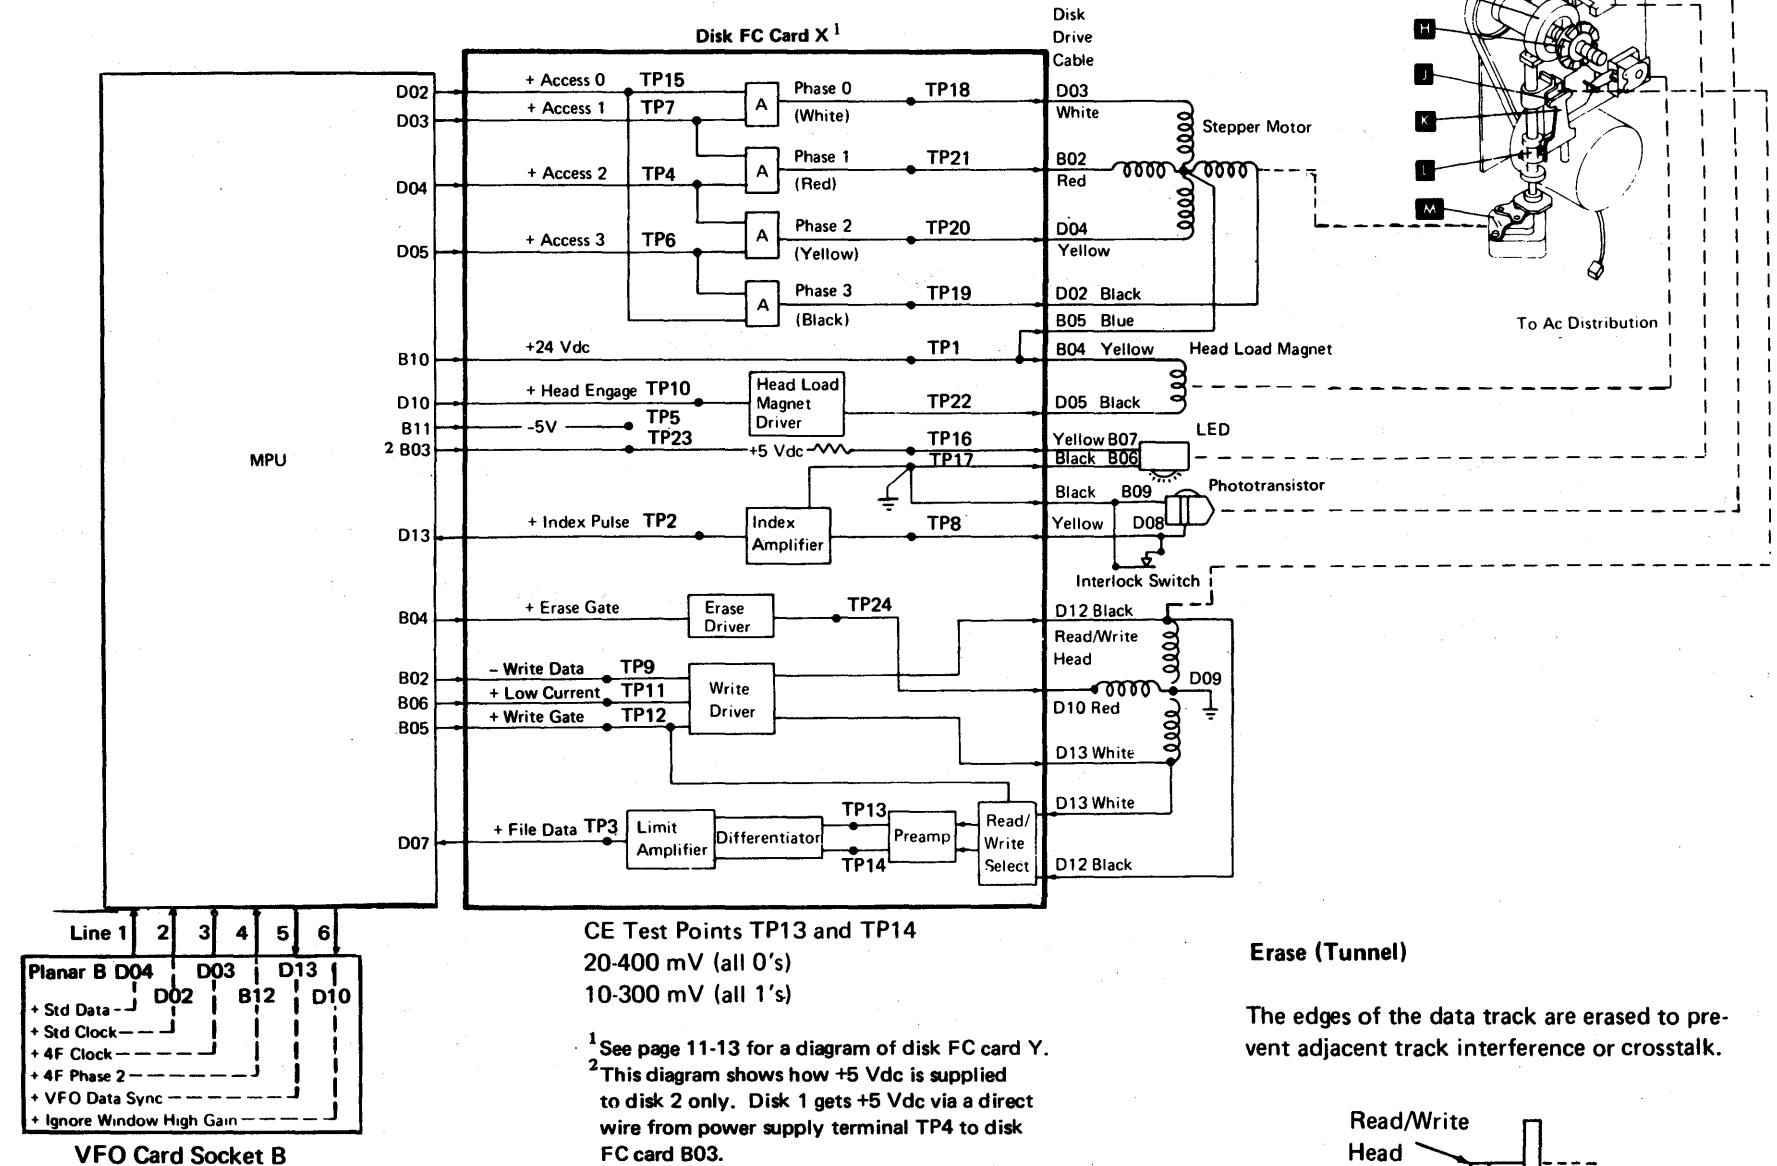 Disk FC Card X 1
Disk
Drive
Cable
H
J
K
L
M
MPU
D02
+ Access 0 TP15
D03
+ Access 1 TP7
A
Phase 0
(White)
TP18
D03
White
Stepper Motor
D04
+ Access 2 TP4
A
Phase 1
(Red)
TP21
B02
Red
D05
+ Access 3 TP6
A
Phase 2
(Yellow)
TP20
D04
Yellow
A
Phase 3
(Black)
TP19
D02 Black
B05 Blue
To Ac Distribution
B10
+24 Vdc
TP1
B04 Yellow
Head Load Magnet
D10
+ Head Engage TP10
Head Load
Magnet
Driver
TP22
D05 Black
B11
-5V
TP5
2 B03
TP23
+5 Vdc
TP16
TP17
Yellow B07
Black B06
LED
Black B09
Phototransistor
D13
+ Index Pulse TP2
Index
Amplifier
TP8
Yellow D08
Interlock Switch
B04
+ Erase Gate
Erase
Driver
TP24
D12 Black
Read/Write
Head
B02
– Write Data TP9
B06
+ Low Current TP11
B05
+ Write Gate TP12
Write
Driver
D09
D10 Red
D13 White
D07
+ File Data TP3
Limit
Amplifier
Differentiator
TP13
TP14
Preamp
Read/
Write
Select
D13 White
D12 Black
Line 1 2 3 4 5 6
Planar B D04 D03 D13
D02 B12 D10
+ Std Data
+ Std Clock
+ 4F Clock
+ 4F Phase 2
+ VFO Data Sync
+ Ignore Window High Gain
VFO Card Socket B
CE Test Points TP13 and TP14
20-400 mV (all 0's)
10-300 mV (all 1's)
1 See page 11-13 for a diagram of disk FC card Y.
2 This diagram shows how +5 Vdc is supplied
to disk 2 only. Disk 1 gets +5 Vdc via a direct
wire from power supply terminal TP4 to disk
FC card B03.
Erase (Tunnel)
The edges of the data track are erased to pre-
vent adjacent track interference or crosstalk.
Read/Write
Head